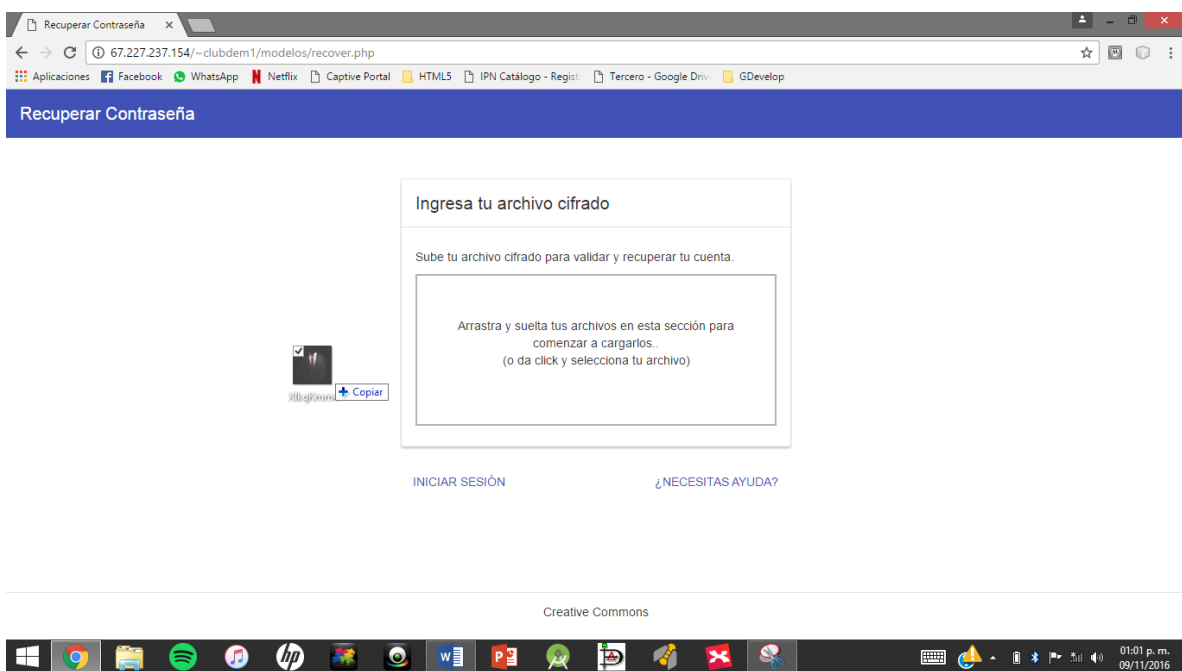 Recuperar Contraseña
67.227.237.154/~clubdem1/modelos/recover.php
Aplicaciones Facebook WhatsApp Netflix Captive Portal HTML5 IPN Catálogo - Regist Tercero - Google Driv GDevelop
Recuperar Contraseña
Ingresa tu archivo cifrado
Sube tu archivo cifrado para validar y recuperar tu cuenta.
Arrastra y suelta tus archivos en esta sección para
comenzar a cargarlos..
(o da click y selecciona tu archivo)
Copiar
INICIAR SESIÓN ¿NECESITAS AYUDA?
Creative Commons
01:01 p. m.
09/11/2016